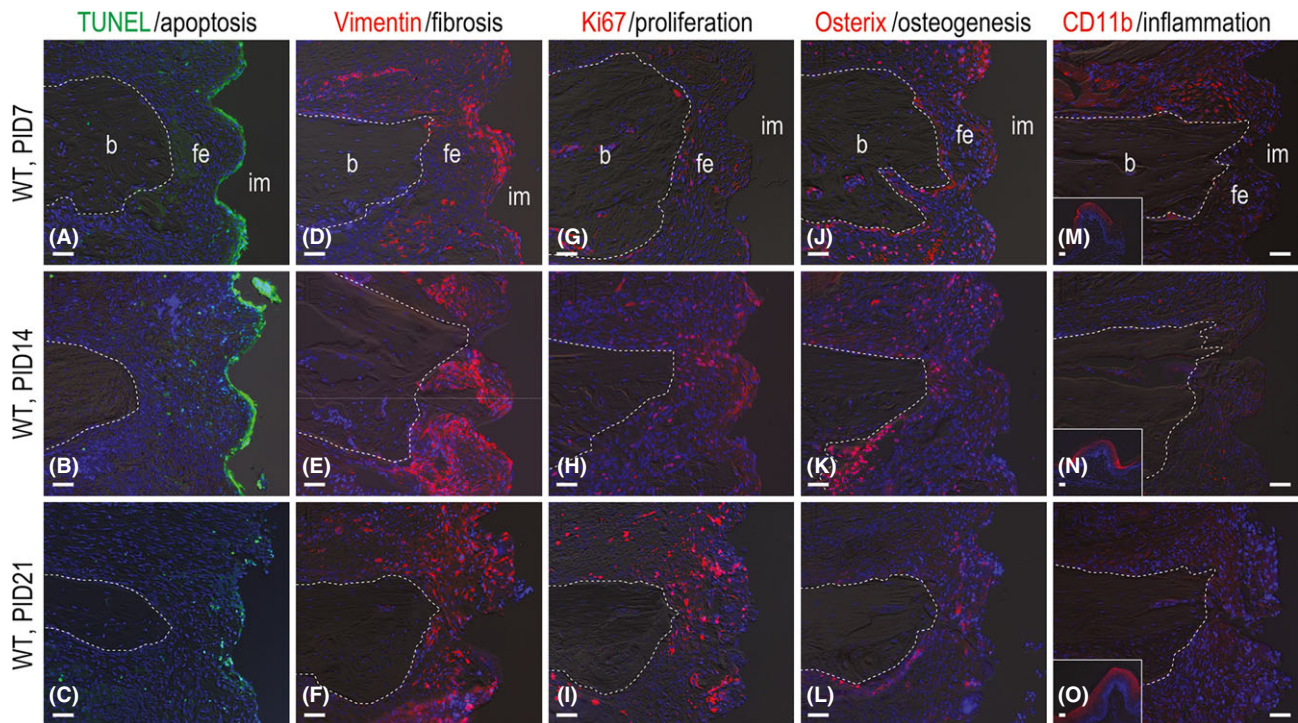 TUNEL/apoptosis Vimentin/fibrosis Ki67/proliferation Osterix/osteogenesis CD11b/inflammation
WT, PID7
b fe im
(A)
b fe im
(D)
b fe im
(G)
b fe im
(J)
b fe im
(M)
WT, PID14
(B)
(E)
(H)
(K)
(N)
WT, PID21
(C)
(F)
(I)
(L)
(O)